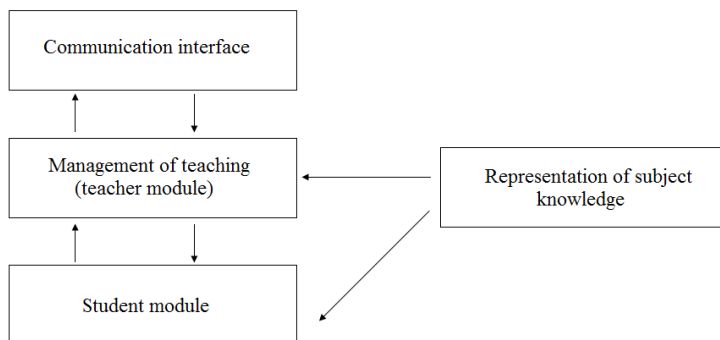 Communication interface
Management of teaching
(teacher module)
Representation of subject
knowledge
Student module